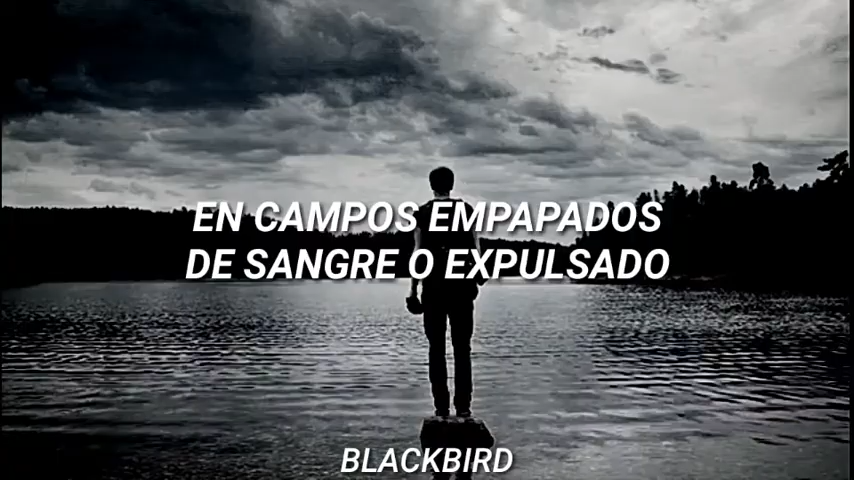 EN CAMPOS EMPAPADOS
DE SANGRE O EXPULSADO
BLACKBIRD